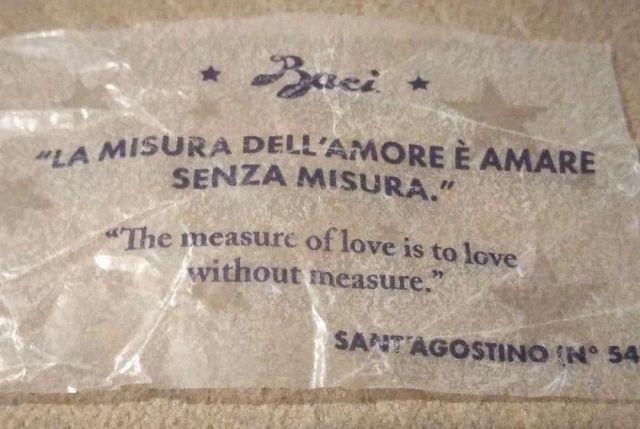 ★ Baci ★
"LA MISURA DELL'AMORE È AMARE
SENZA MISURA."
"The measure of love is to love
without measure."
SANT'AGOSTINO (N° 54